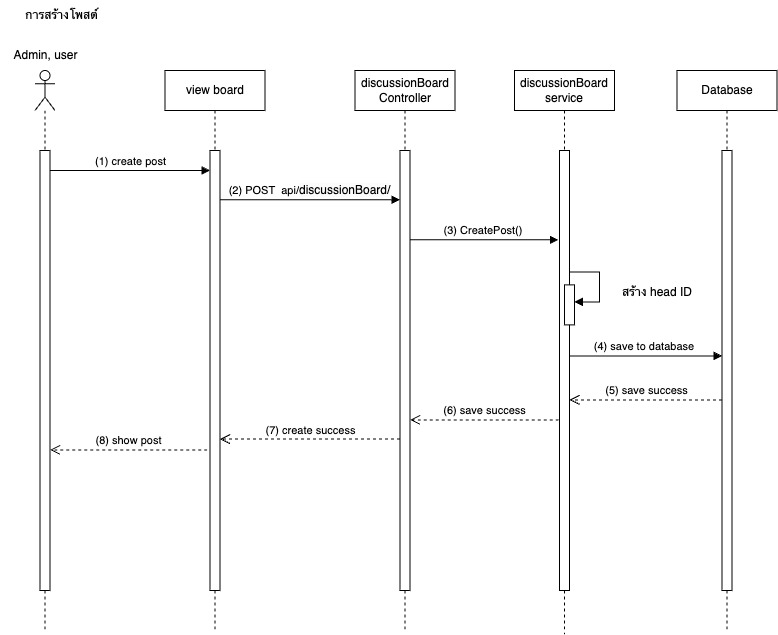 การสร้างโพสต์
Admin, user
view board
discussionBoard
Controller
discussionBoard
service
Database
(1) create post
(2) POST api/discussionBoard/
(3) CreatePost()
สร้าง head ID
(4) save to database
(5) save success
(6) save success
(7) create success
(8) show post